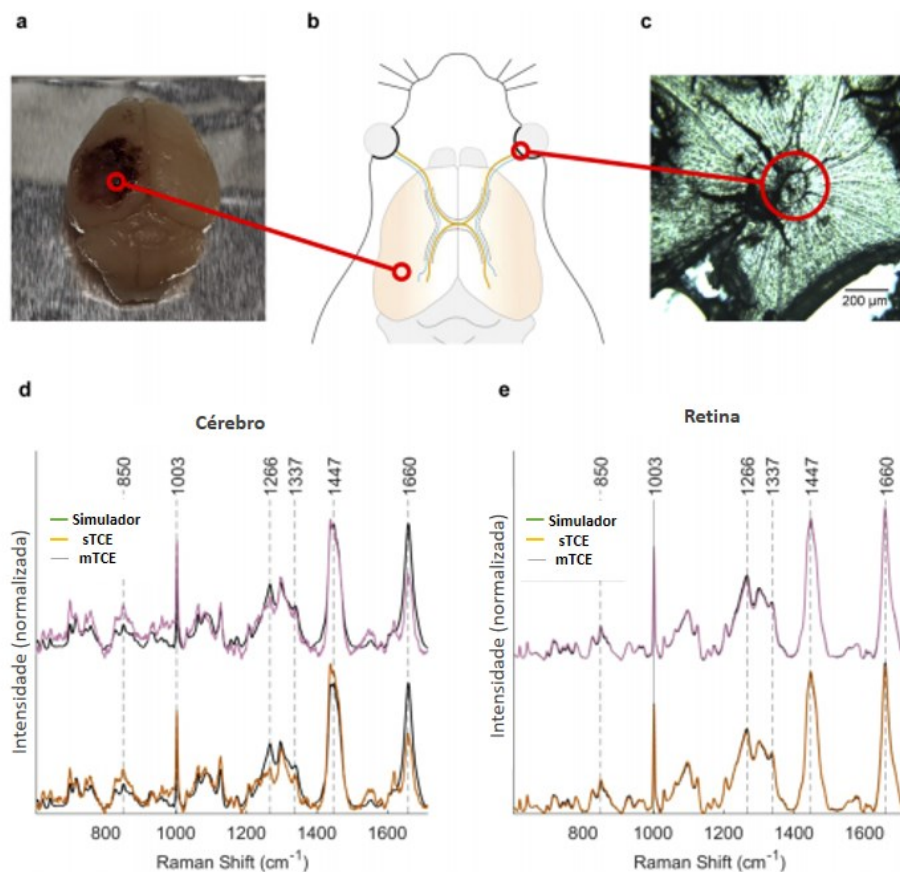 a
b
c
200 µm
d
Cérebro
850
1003
1266
1337
1447
1660
Simulador
sTCE
mTCE
Intensidade (normalizada)
800 1000 1200 1400 1600
Raman Shift (cm⁻¹)
e
Retina
850
1003
1266
1337
1447
1660
Simulador
sTCE
mTCE
Intensidade (normalizada)
800 1000 1200 1400 1600
Raman Shift (cm⁻¹)